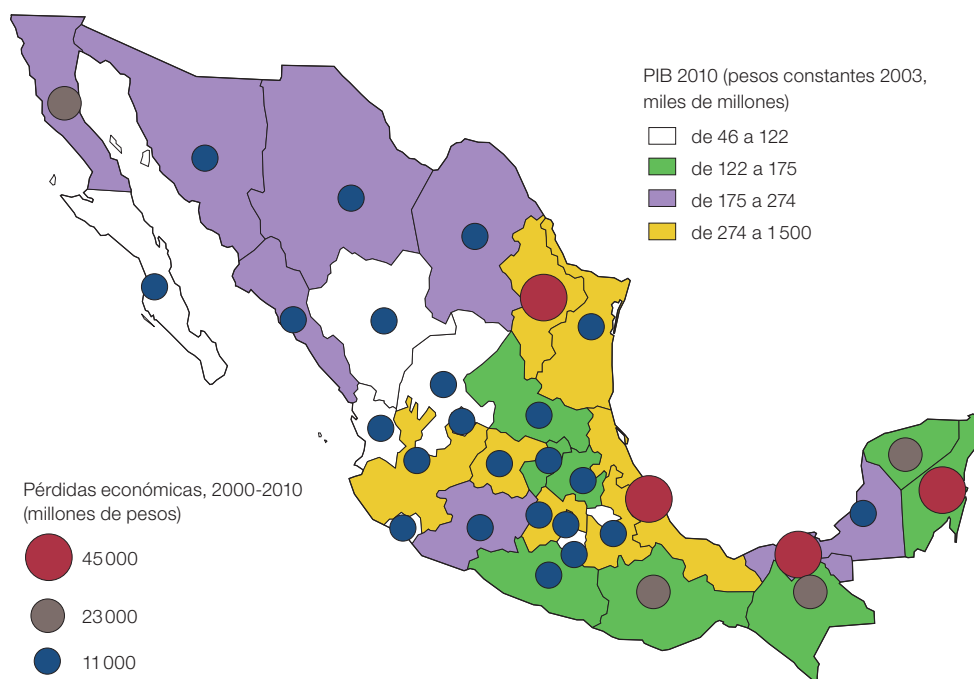 PIB 2010 (pesos constantes 2003,
miles de millones)
de 46 a 122
de 122 a 175
de 175 a 274
de 274 a 1 500
Pérdidas económicas, 2000-2010
(millones de pesos)
45 000
23 000
11 000